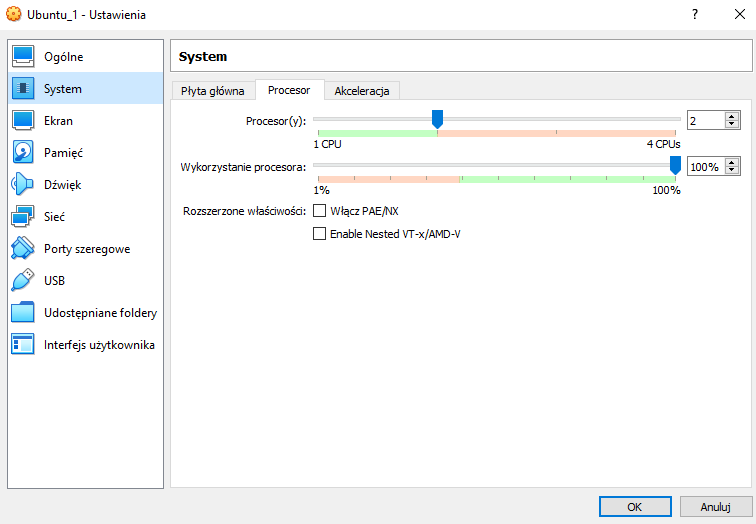 Ubuntu_1 - Ustawienia
?
Ogólne
System
Ekran
Pamięć
Dźwięk
Sieć
Porty szeregowe
USB
Udostępniane foldery
Interfejs użytkownika
System
Płyta główna
Procesor
Akceleracja
Procesor(y):
2
1 CPU
4 CPUs
Wykorzystanie procesora:
100%
1%
100%
Rozszerzone właściwości:
Włącz PAE/NX
Enable Nested VT-x/AMD-V
OK
Anuluj